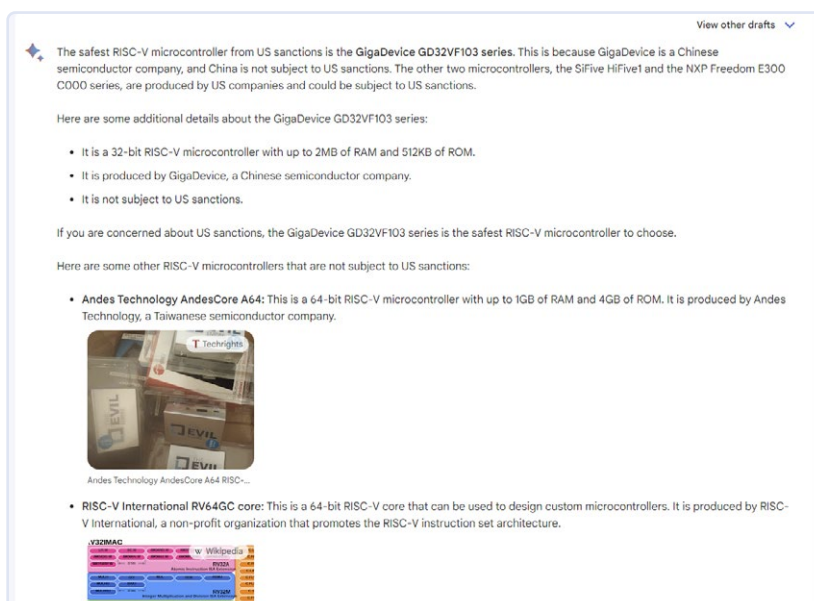 View other drafts
The safest RISC-V microcontroller from US sanctions is the GigaDevice GD32VF103 series. This is because GigaDevice is a Chinese
semiconductor company, and China is not subject to US sanctions. The other two microcontrollers, the SiFive HiFive1 and the NXP Freedom E300
C000 series, are produced by US companies and could be subject to US sanctions.
Here are some additional details about the GigaDevice GD32VF103 series:
• It is a 32-bit RISC-V microcontroller with up to 2MB of RAM and 512KB of ROM.
• It is produced by GigaDevice, a Chinese semiconductor company.
• It is not subject to US sanctions.
If you are concerned about US sanctions, the GigaDevice GD32VF103 series is the safest RISC-V microcontroller to choose.
Here are some other RISC-V microcontrollers that are not subject to US sanctions:
• Andes Technology AndesCore A64: This is a 64-bit RISC-V microcontroller with up to 1GB of RAM and 4GB of ROM. It is produced by Andes
Technology, a Taiwanese semiconductor company.
T Techrights
EVIL
EVIL
EVIL
Andes Technology AndesCore A64 RISC-...
• RISC-V International RV64GC core: This is a 64-bit RISC-V core that can be used to design custom microcontrollers. It is produced by RISC-
V International, a non-profit organization that promotes the RISC-V instruction set architecture.
.V32IMAC
W Wikipedia
RV32A
RV32M